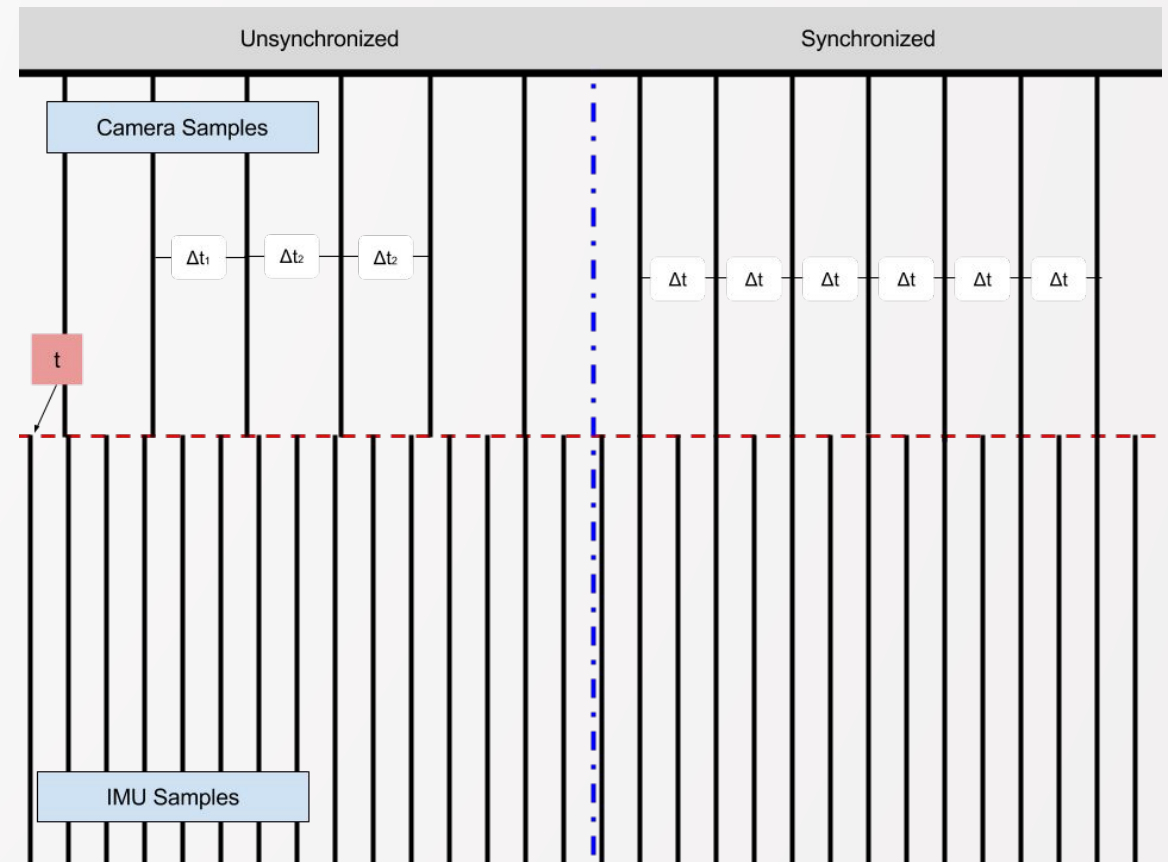 Unsynchronized
Synchronized
Camera Samples
Δt₁
Δt₂
Δt₂
Δt
Δt
Δt
Δt
Δt
Δt
t
IMU Samples